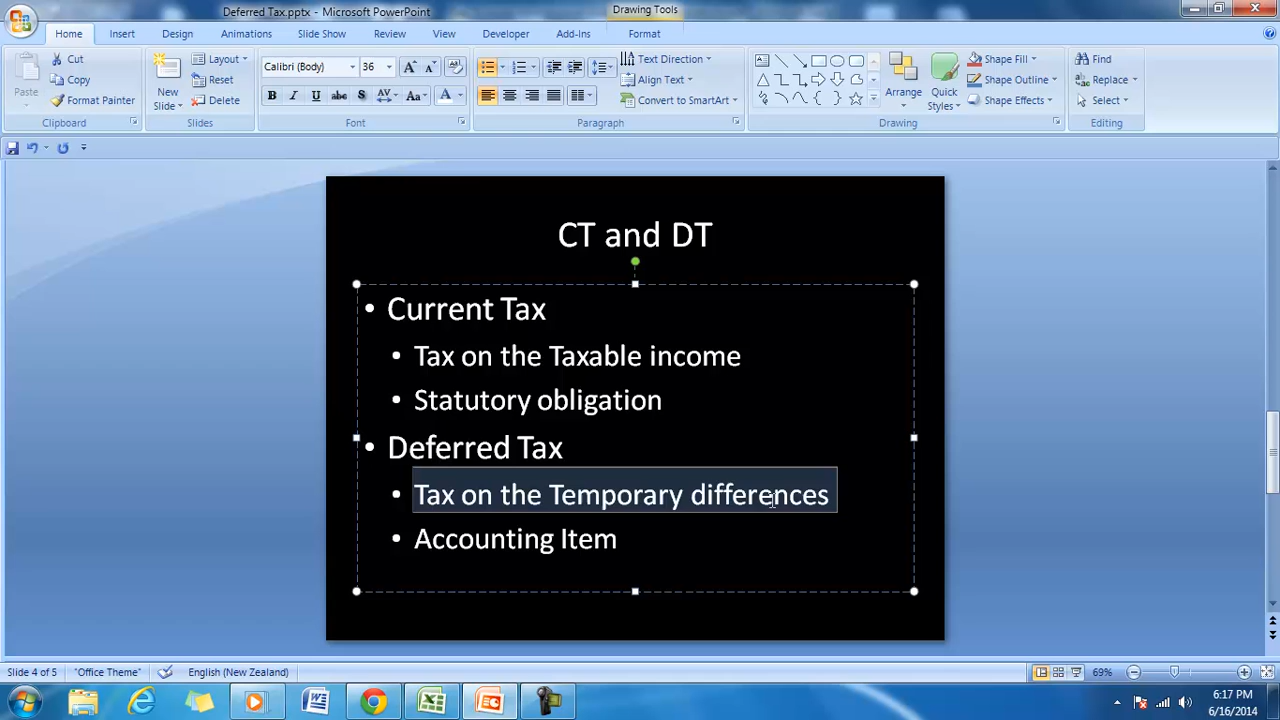 Deferred Tax.pptx - Microsoft PowerPoint
Drawing Tools
Home Insert Design Animations Slide Show Review View Developer Add-Ins Format
Paste
Cut
Copy
Format Painter
Clipboard
New Slide
Layout
Reset
Delete
Slides
Calibri (Body) 36
B I U abc S AV Aa A
Font
Text Direction
Align Text
Convert to SmartArt
Paragraph
Arrange
Quick Styles
Shape Fill
Shape Outline
Shape Effects
Drawing
Find
Replace
Select
Editing
CT and DT
• Current Tax
• Tax on the Taxable income
• Statutory obligation
• Deferred Tax
• Tax on the Temporary differences
• Accounting Item
Slide 4 of 5 "Office Theme" English (New Zealand) 69%
6:17 PM
6/16/2014